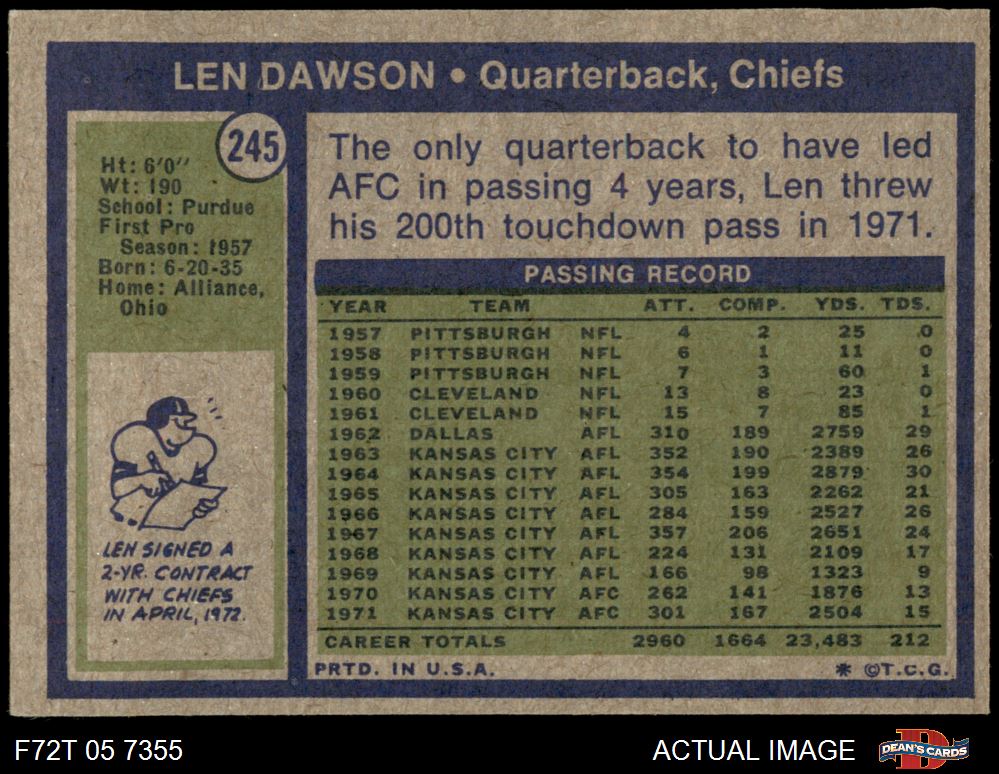 LEN DAWSON • Quarterback, Chiefs
245
Ht: 6'0"
Wt: 190
School: Purdue
First Pro
Season: 1957
Born: 6-20-35
Home: Alliance,
Ohio
LEN SIGNED A
2-YR. CONTRACT
WITH CHIEFS
IN APRIL, 1972.
The only quarterback to have led
AFC in passing 4 years, Len threw
his 200th touchdown pass in 1971.
PASSING RECORD
YEAR TEAM ATT. COMP. YDS. TDS.
1957 PITTSBURGH NFL 4 2 25 0
1958 PITTSBURGH NFL 6 1 11 0
1959 PITTSBURGH NFL 7 3 60 1
1960 CLEVELAND NFL 13 8 23 0
1961 CLEVELAND NFL 15 7 85 1
1962 DALLAS AFL 310 189 2759 29
1963 KANSAS CITY AFL 352 190 2389 26
1964 KANSAS CITY AFL 354 199 2879 30
1965 KANSAS CITY AFL 305 163 2262 21
1966 KANSAS CITY AFL 284 159 2527 26
1967 KANSAS CITY AFL 357 206 2651 24
1968 KANSAS CITY AFL 224 131 2109 17
1969 KANSAS CITY AFL 166 98 1323 9
1970 KANSAS CITY AFC 262 141 1876 13
1971 KANSAS CITY AFC 301 167 2504 15
CAREER TOTALS 2960 1664 23,483 212
PRTD. IN U.S.A. * ©T.C.G.
F72T 05 7355 ACTUAL IMAGE DEAN'S CARDS